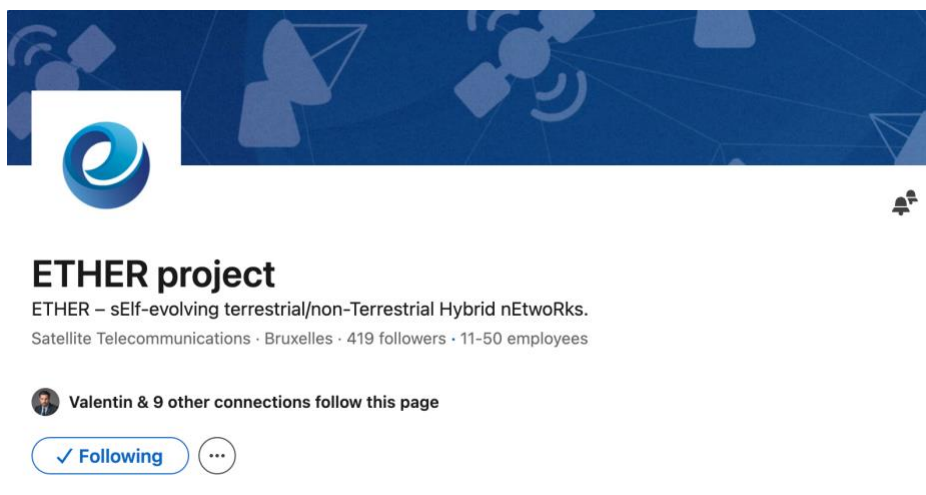 ETHER project
ETHER – sElf-evolving terrestrial/non-Terrestrial Hybrid nEtwoRks.
Satellite Telecommunications · Bruxelles · 419 followers · 11-50 employees
Valentin & 9 other connections follow this page
✓ Following